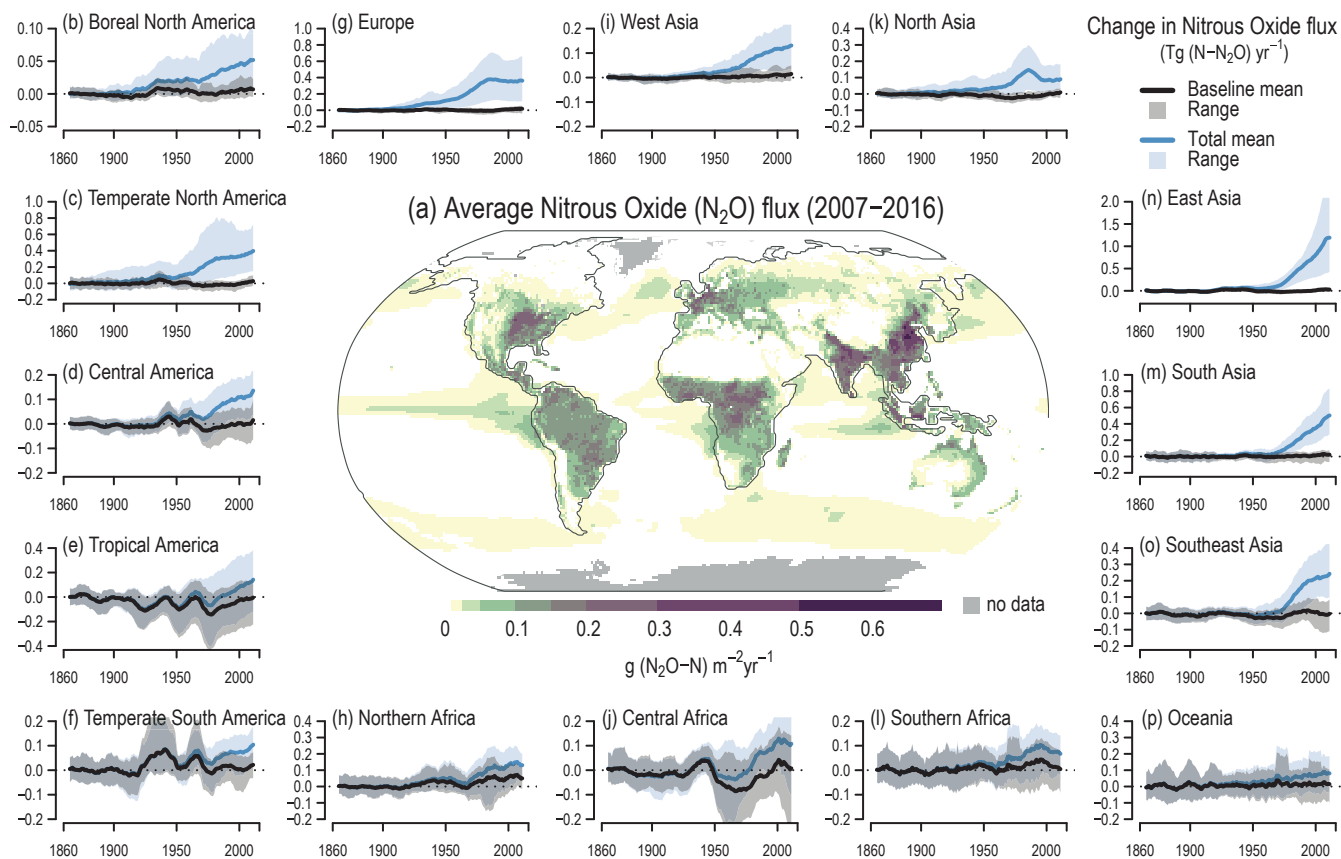 (b) Boreal North America
0.10
0.05
0.00
−0.05
1860 1900 1950 2000
(g) Europe
1.0
0.8
0.6
0.4
0.2
0.0
−0.2
1860 1900 1950 2000
(i) West Asia
0.2
0.1
0.0
−0.1
0.2
1860 1900 1950 2000
(k) North Asia
0.4
0.3
0.2
0.1
0.0
−0.1
0.2
1860 1900 1950 2000
Change in Nitrous Oxide flux
(Tg (N−N₂O) yr⁻¹)
Baseline mean
Range
Total mean
Range
(c) Temperate North America
1.0
0.8
0.6
0.4
0.2
0.0
−0.2
1860 1900 1950 2000
(a) Average Nitrous Oxide (N₂O) flux (2007−2016)
0 0.1 0.2 0.3 0.4 0.5 0.6
no data
g (N₂O−N) m⁻²yr⁻¹
(n) East Asia
2.0
1.5
1.0
0.5
0.0
1860 1900 1950 2000
(d) Central America
0.2
0.1
0.0
−0.1
−0.2
1860 1900 1950 2000
(m) South Asia
1.0
0.8
0.6
0.4
0.2
0.0
−0.2
1860 1900 1950 2000
(e) Tropical America
0.4
0.0
−0.4
1860 1900 1950 2000
(o) Southeast Asia
0.4
0.3
0.2
0.1
0.0
−0.1
0.2
1860 1900 1950 2000
(f) Temperate South America
0.2
0.1
0.0
−0.1
0.2
1860 1900 1950 2000
(h) Northern Africa
0.4
0.3
0.2
0.1
0.0
−0.1
0.2
1860 1900 1950 2000
(j) Central Africa
0.2
0.1
0.0
−0.1
0.2
1860 1900 1950 2000
(l) Southern Africa
0.2
0.1
0.0
−0.1
0.2
1860 1900 1950 2000
(p) Oceania
0.2
0.1
0.0
−0.1
0.2
1860 1900 1950 2000